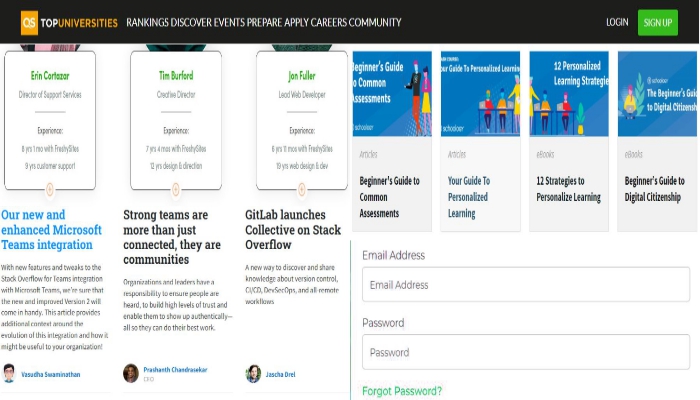 QS TOPUNIVERSITIES RANKINGS DISCOVER EVENTS PREPARE APPLY CAREERS COMMUNITY LOGIN SIGN UP
Erin Cortazar
Director of Support Services
Experience:
6 yrs 1 mo with FreshySites
9 yrs customer support
Tim Burford
Creative Director
Experience:
7 yrs 4 mos with FreshySites
12 yrs design & direction
Jon Fuller
Lead Web Developer
Experience:
6 yrs 11 mos with FreshySites
19 yrs web design & dev
Beginner's Guide
to Common
Assessments
Your Guide To Personalized Learning
12 Personalized
Learning Strategies
schoology
The Beginner's Guide
to Digital Citizenship
Articles
Beginner's Guide to
Common
Assessments
Articles
Your Guide To
Personalized
Learning
eBooks
12 Strategies to
Personalize Learning
eBooks
Beginner's Guide to
Digital Citizenship
Our new and
enhanced Microsoft
Teams integration
With new features and tweaks to the
Stack Overflow for Teams integration
with Microsoft Teams, we're sure that
the new and improved Version 2 will
come in handy. This article provides
additional context around the
evolution of this integration and how it
might be useful to your organization!
Vasudha Swaminathan
Strong teams are
more than just
connected, they are
communities
Organizations and leaders have a
responsibility to ensure people are
heard, to build high levels of trust and
enable them to show up authentically—
all so they can do their best work.
Prashanth Chandrasekar
CEO
GitLab launches
Collective on Stack
Overflow
A new way to discover and share
knowledge about version control,
CI/CD, DevSecOps, and all-remote
workflows
Jascha Drel
Email Address
Email Address
Password
Password
Forgot Password?